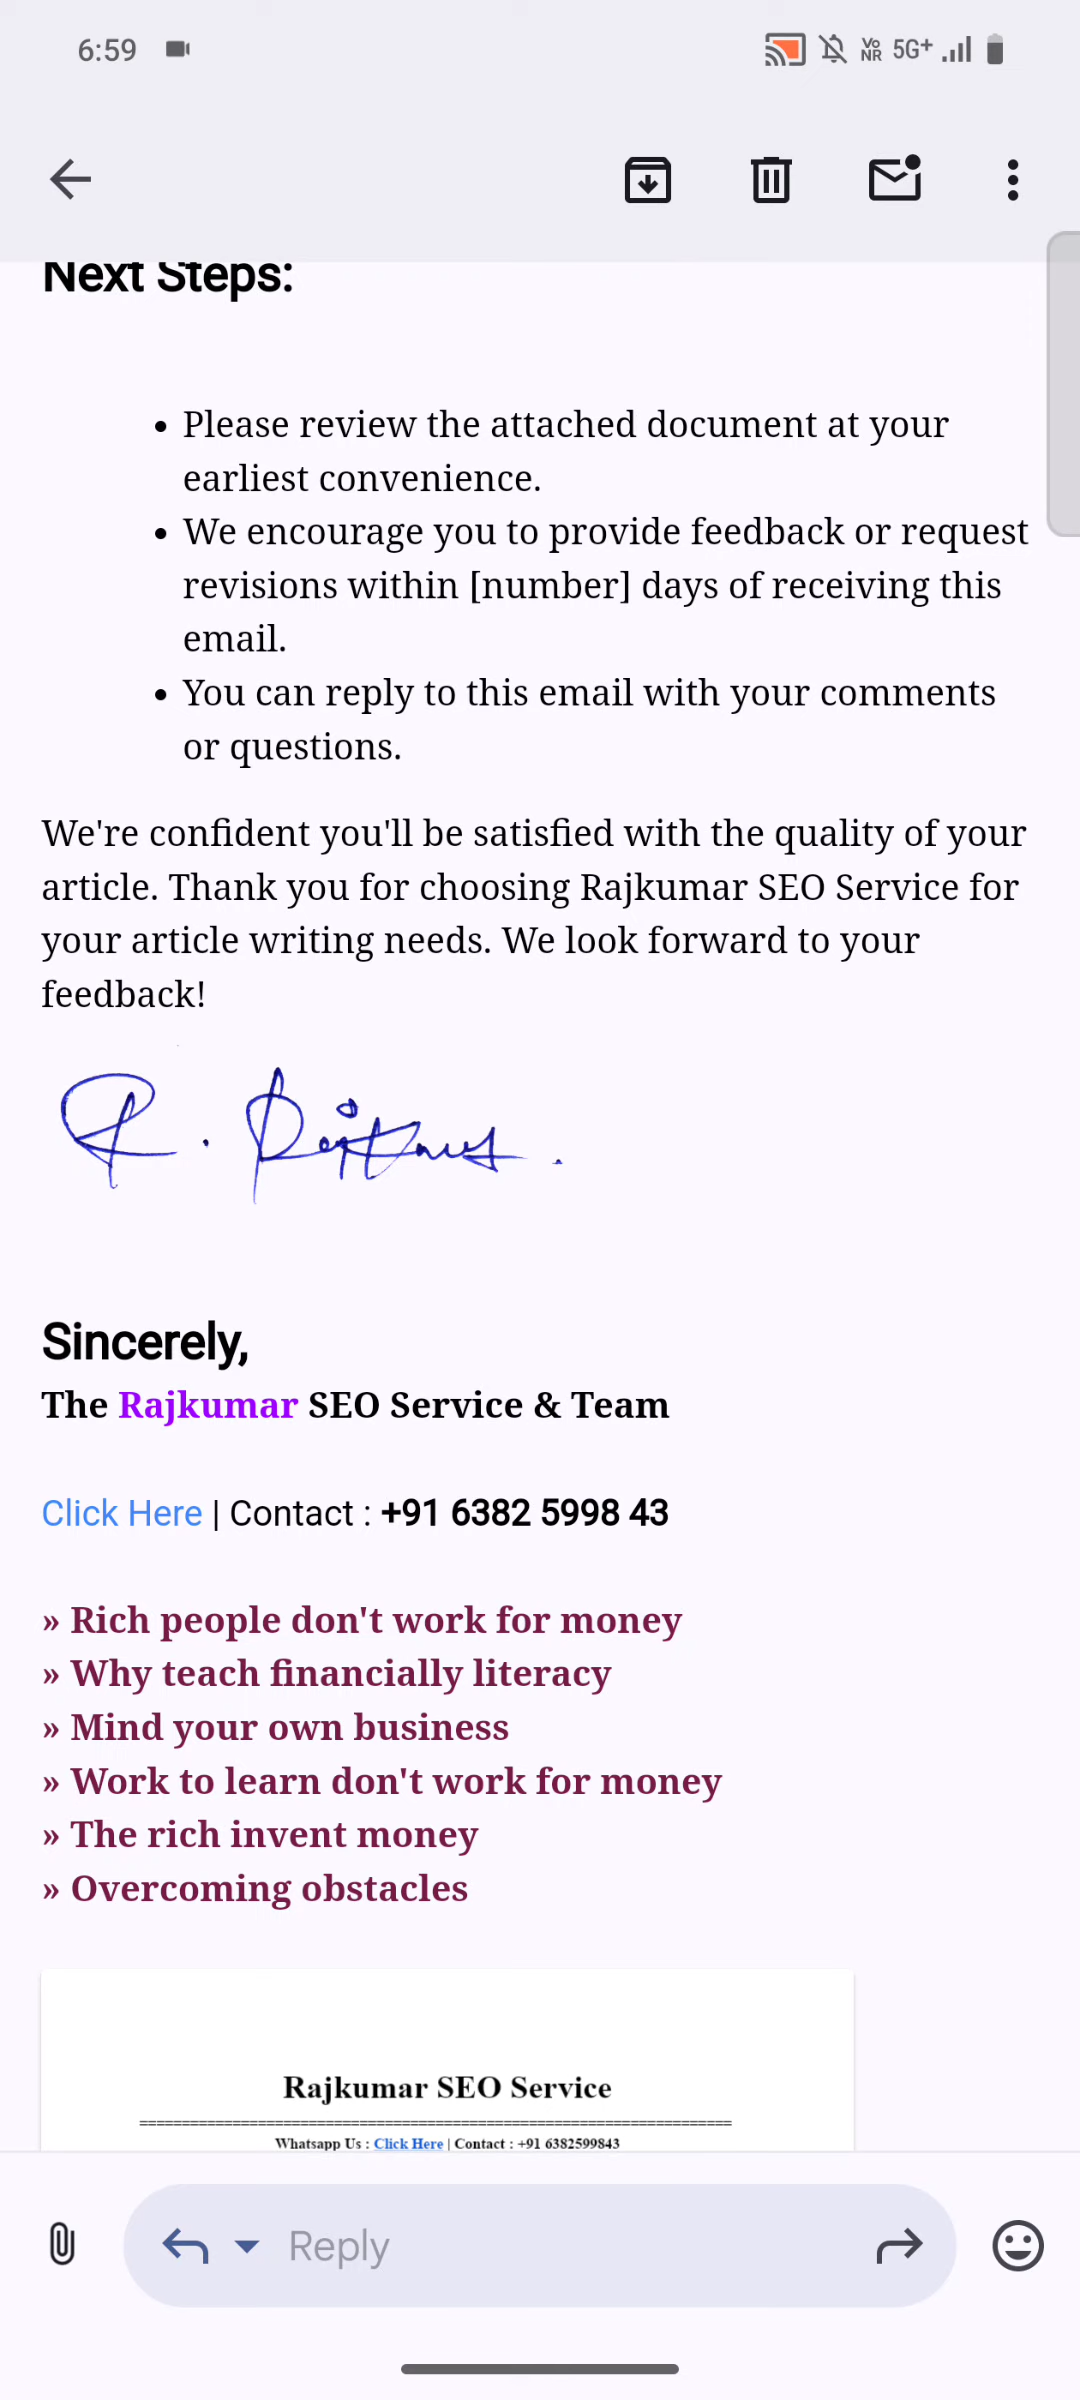 6:59 Vo NR 5G+
Next Steps:
• Please review the attached document at your
earliest convenience.
• We encourage you to provide feedback or request
revisions within [number] days of receiving this
email.
• You can reply to this email with your comments
or questions.
We're confident you'll be satisfied with the quality of your
article. Thank you for choosing Rajkumar SEO Service for
your article writing needs. We look forward to your
feedback!
R. Rajkumar.
Sincerely,
The Rajkumar SEO Service & Team
Click Here | Contact : +91 6382 5998 43
» Rich people don't work for money
» Why teach financially literacy
» Mind your own business
» Work to learn don't work for money
» The rich invent money
» Overcoming obstacles
Rajkumar SEO Service
Whatsapp Us : Click Here | Contact : +91 6382599843
Reply